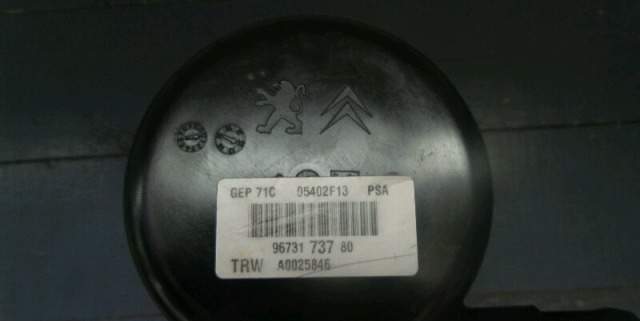 GEP 71C 05402F13 PSA
96731 737 80
TRW A0025846